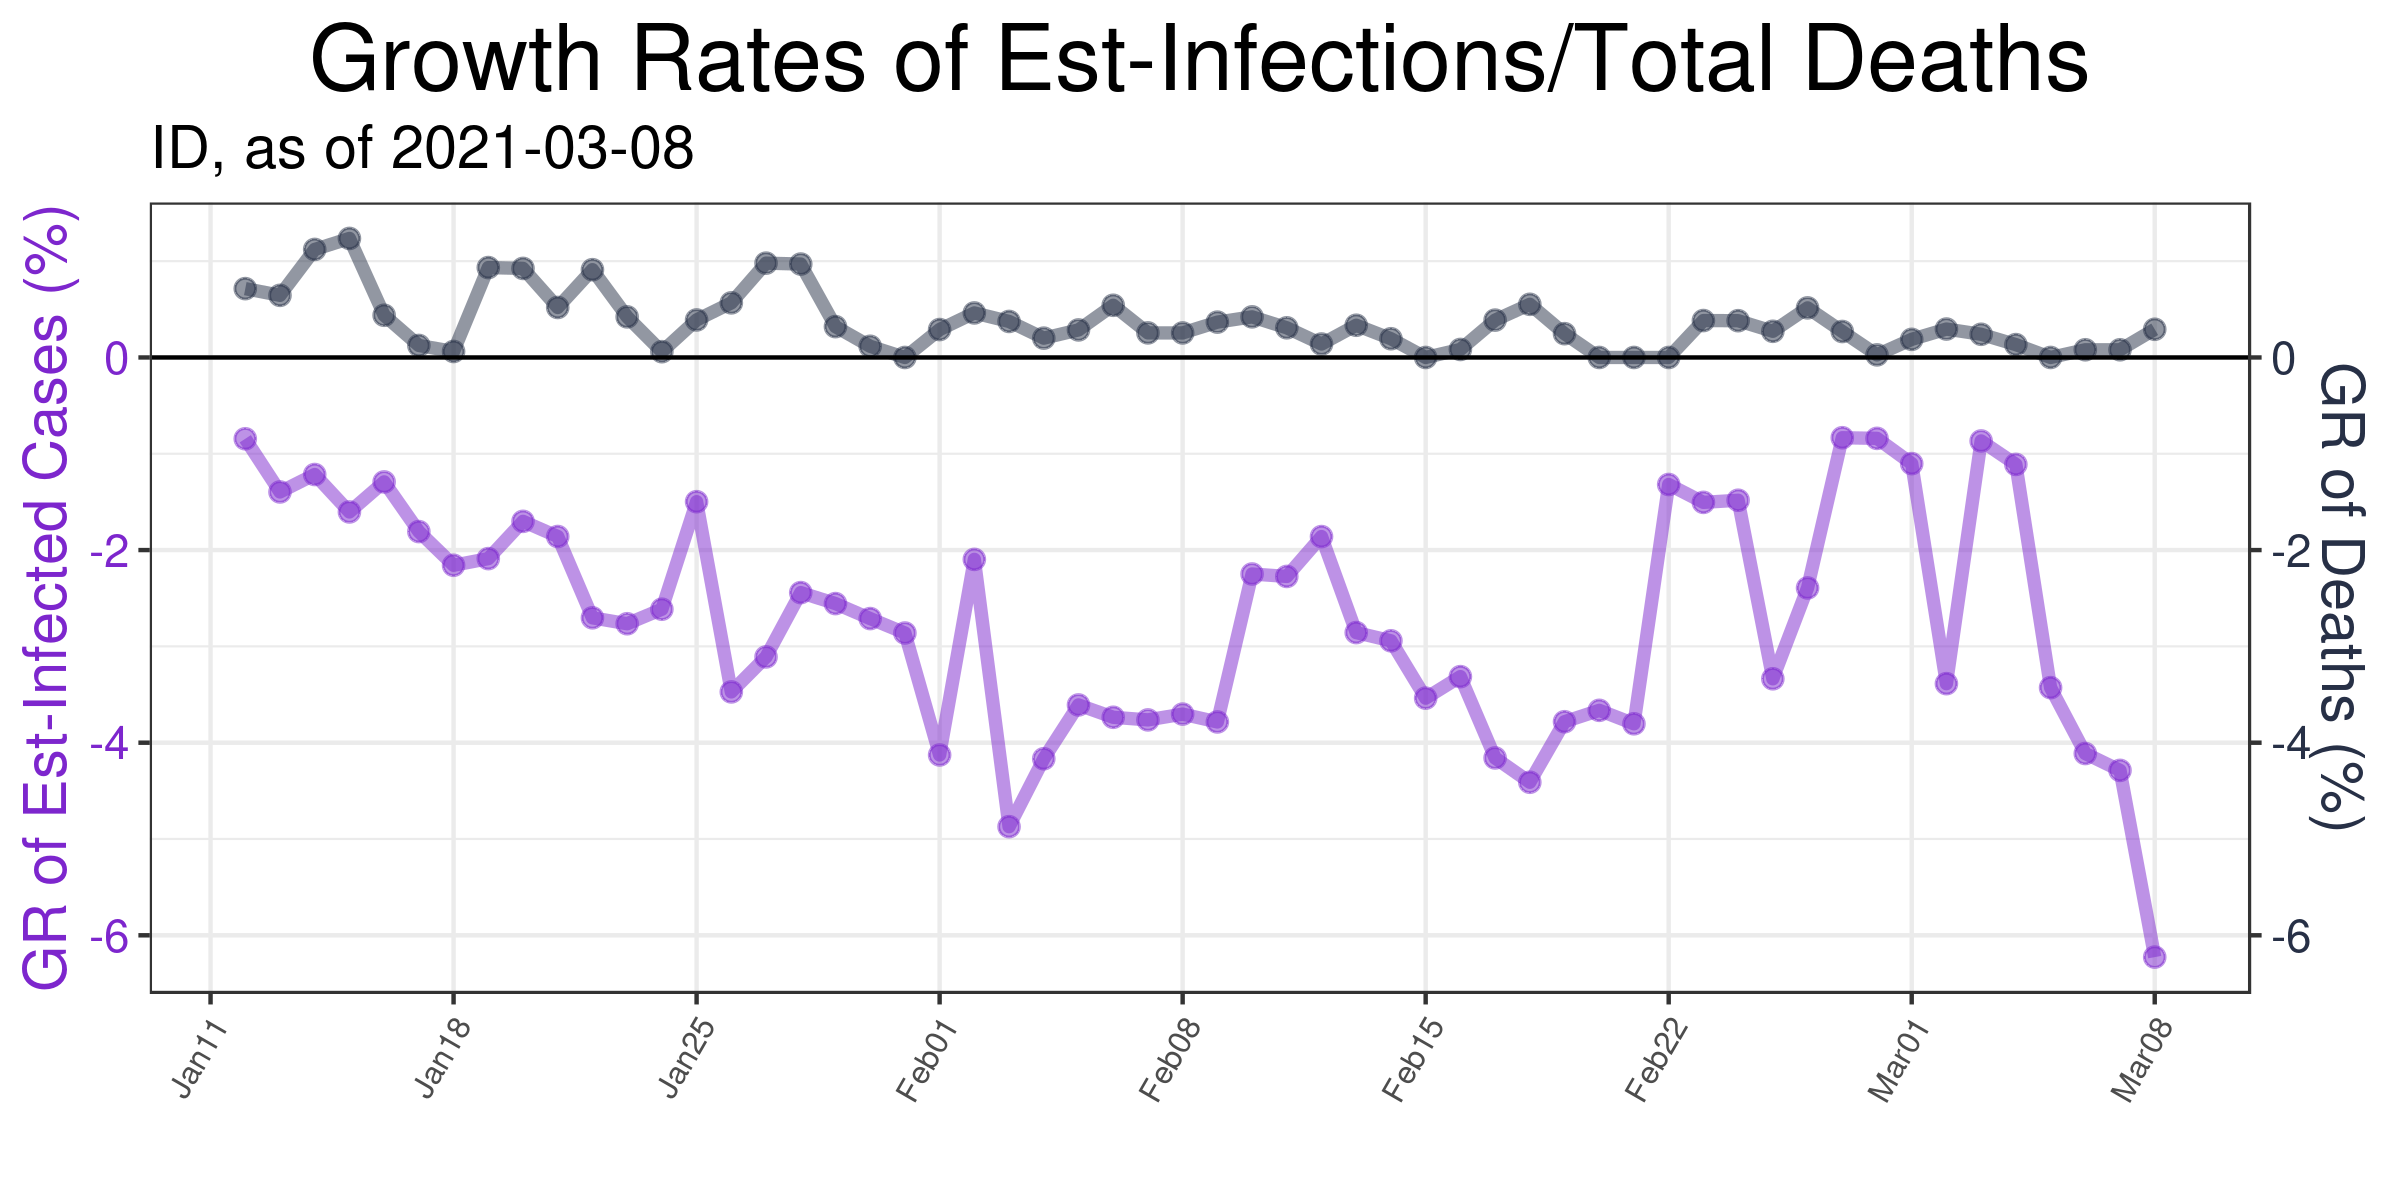 Growth Rates of Est-Infections/Total Deaths
ID, as of 2021-03-08
GR of Est-Infected Cases (%)
0
-2
-4
-6
0
-2
-4
-6
GR of Deaths (%)
Jan11
Jan18
Jan25
Feb01
Feb08
Feb15
Feb22
Mar01
Mar08